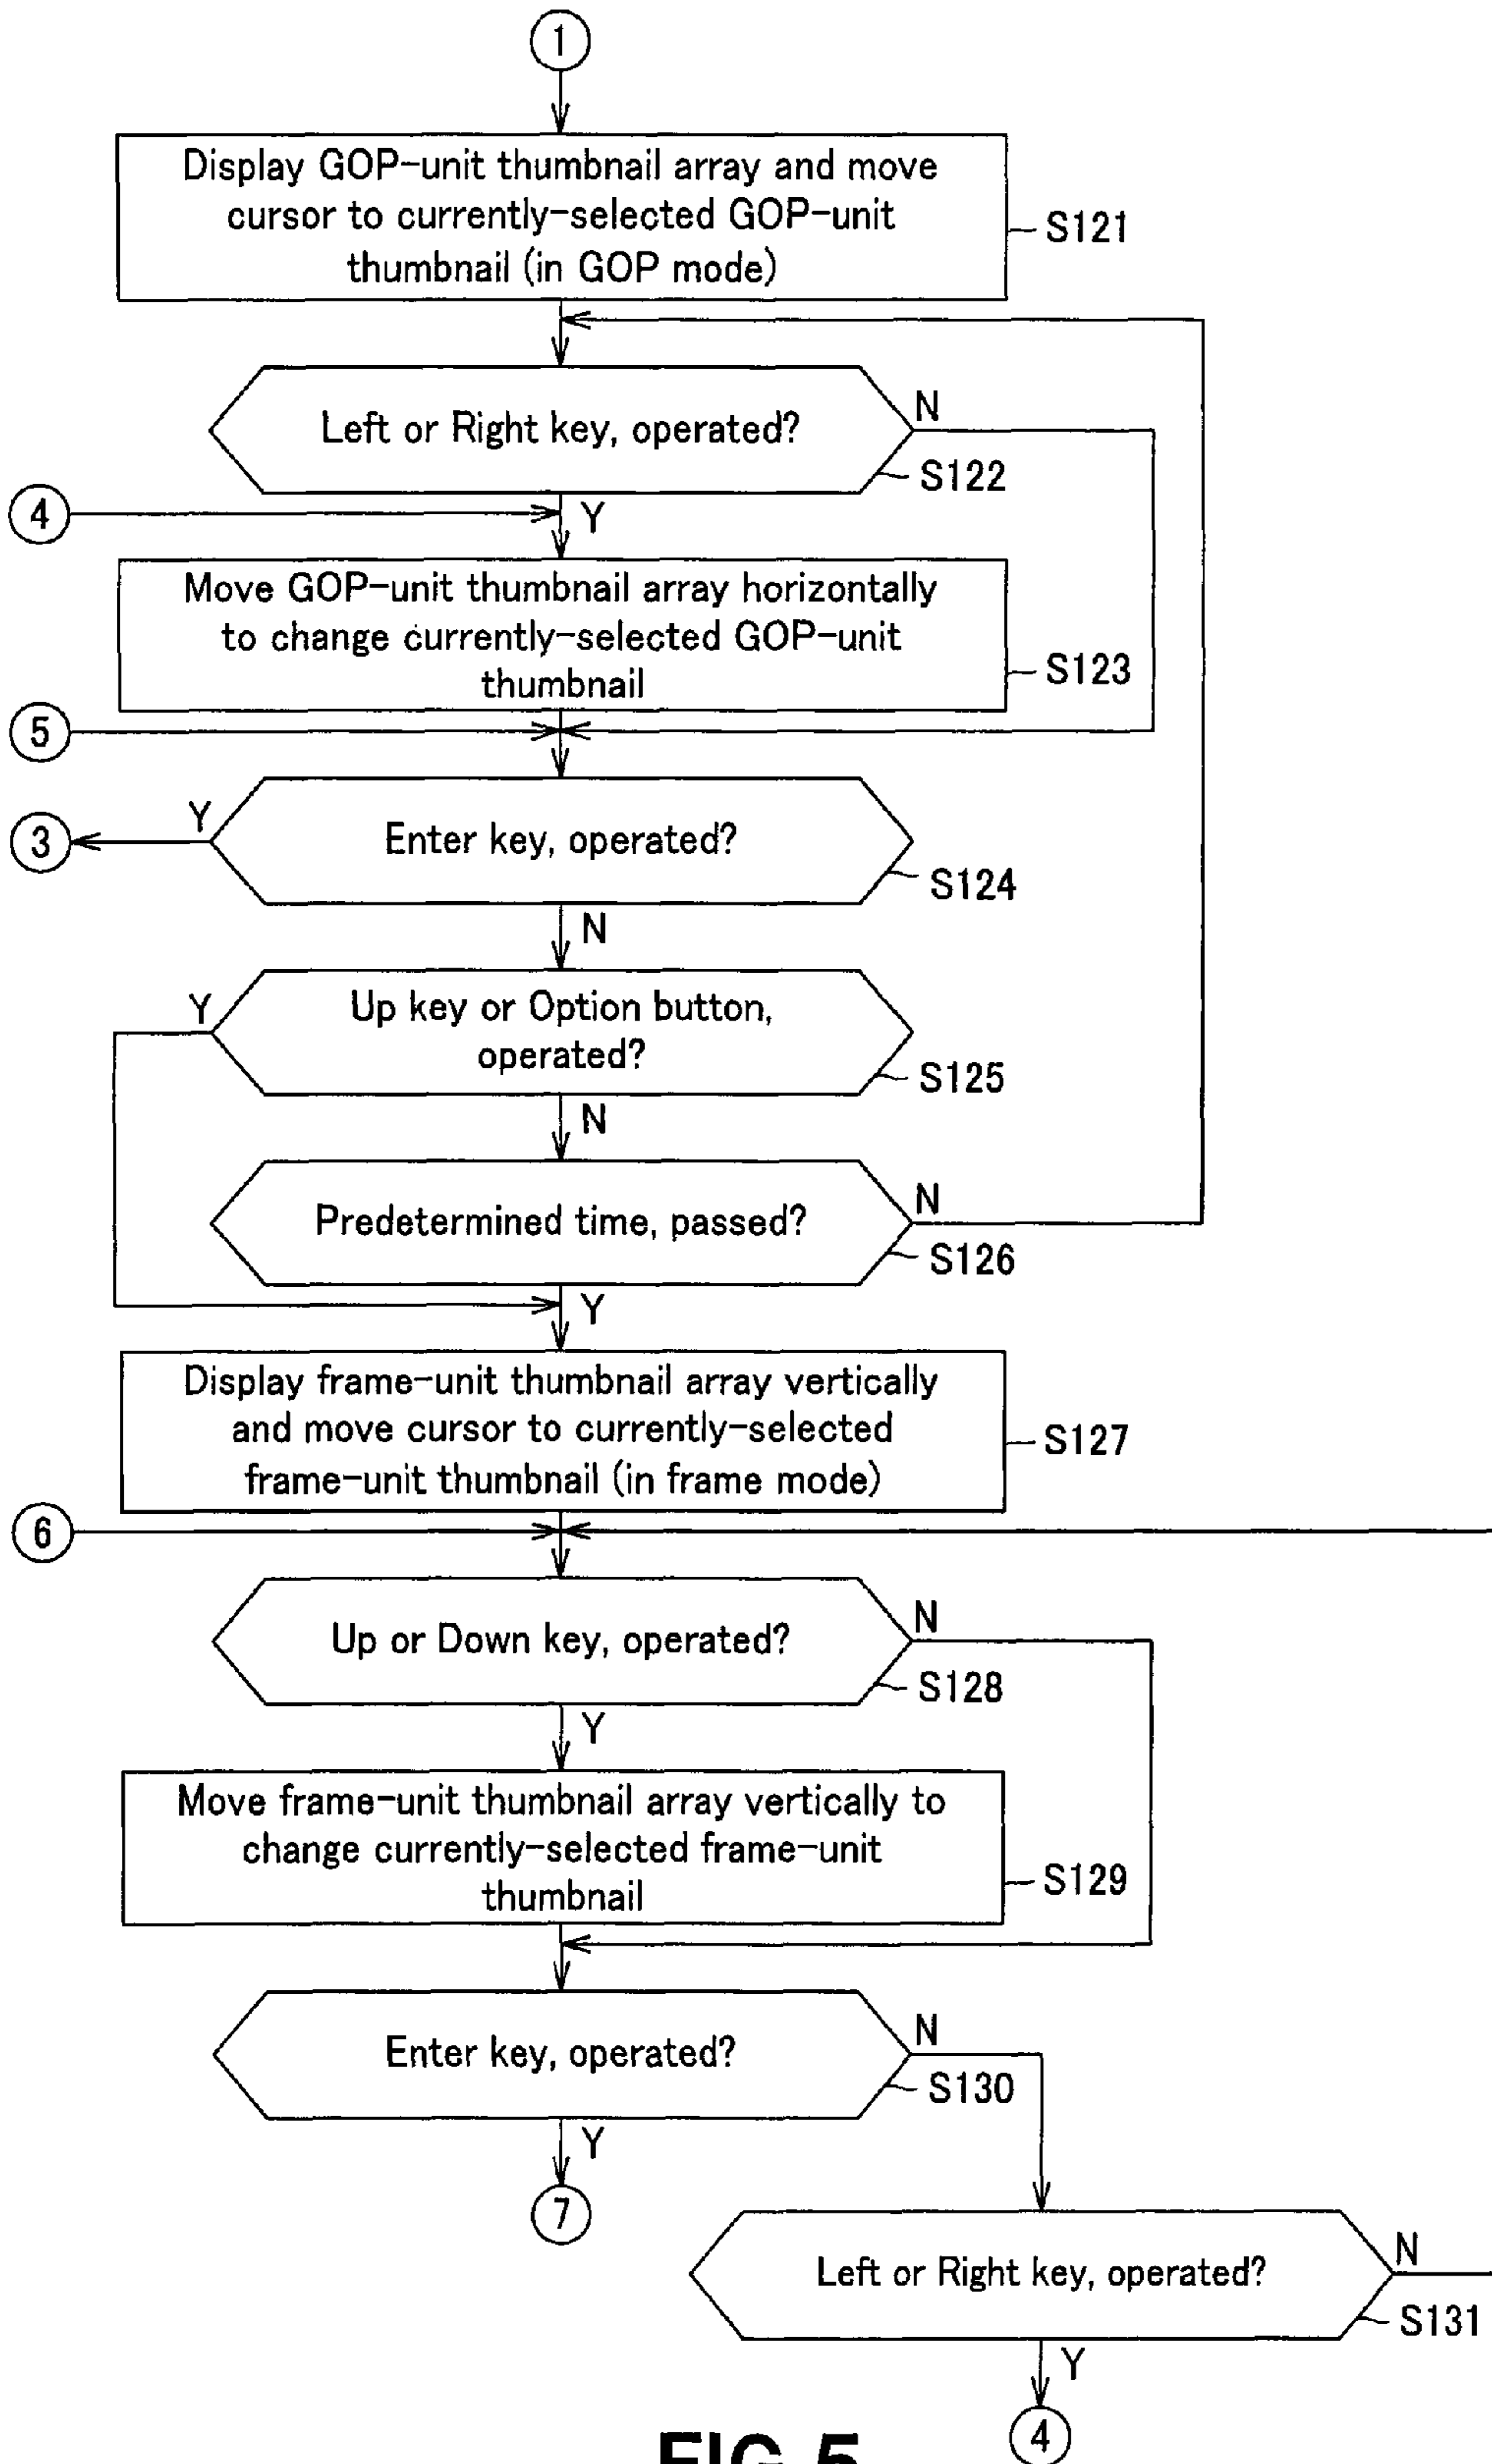 1
Display GOP-unit thumbnail array and move
cursor to currently-selected GOP-unit
thumbnail (in GOP mode)
S121
Left or Right key, operated?
N
S122
4
Y
Move GOP-unit thumbnail array horizontally
to change currently-selected GOP-unit
thumbnail
S123
5
Y
3
Enter key, operated?
S124
N
Y
Up key or Option button,
operated?
S125
N
Predetermined time, passed?
N
S126
Y
Display frame-unit thumbnail array vertically
and move cursor to currently-selected
frame-unit thumbnail (in frame mode)
S127
6
Up or Down key, operated?
N
S128
Y
Move frame-unit thumbnail array vertically to
change currently-selected frame-unit
thumbnail
S129
Enter key, operated?
N
S130
Y
7
Left or Right key, operated?
N
S131
Y
4
FIG.5